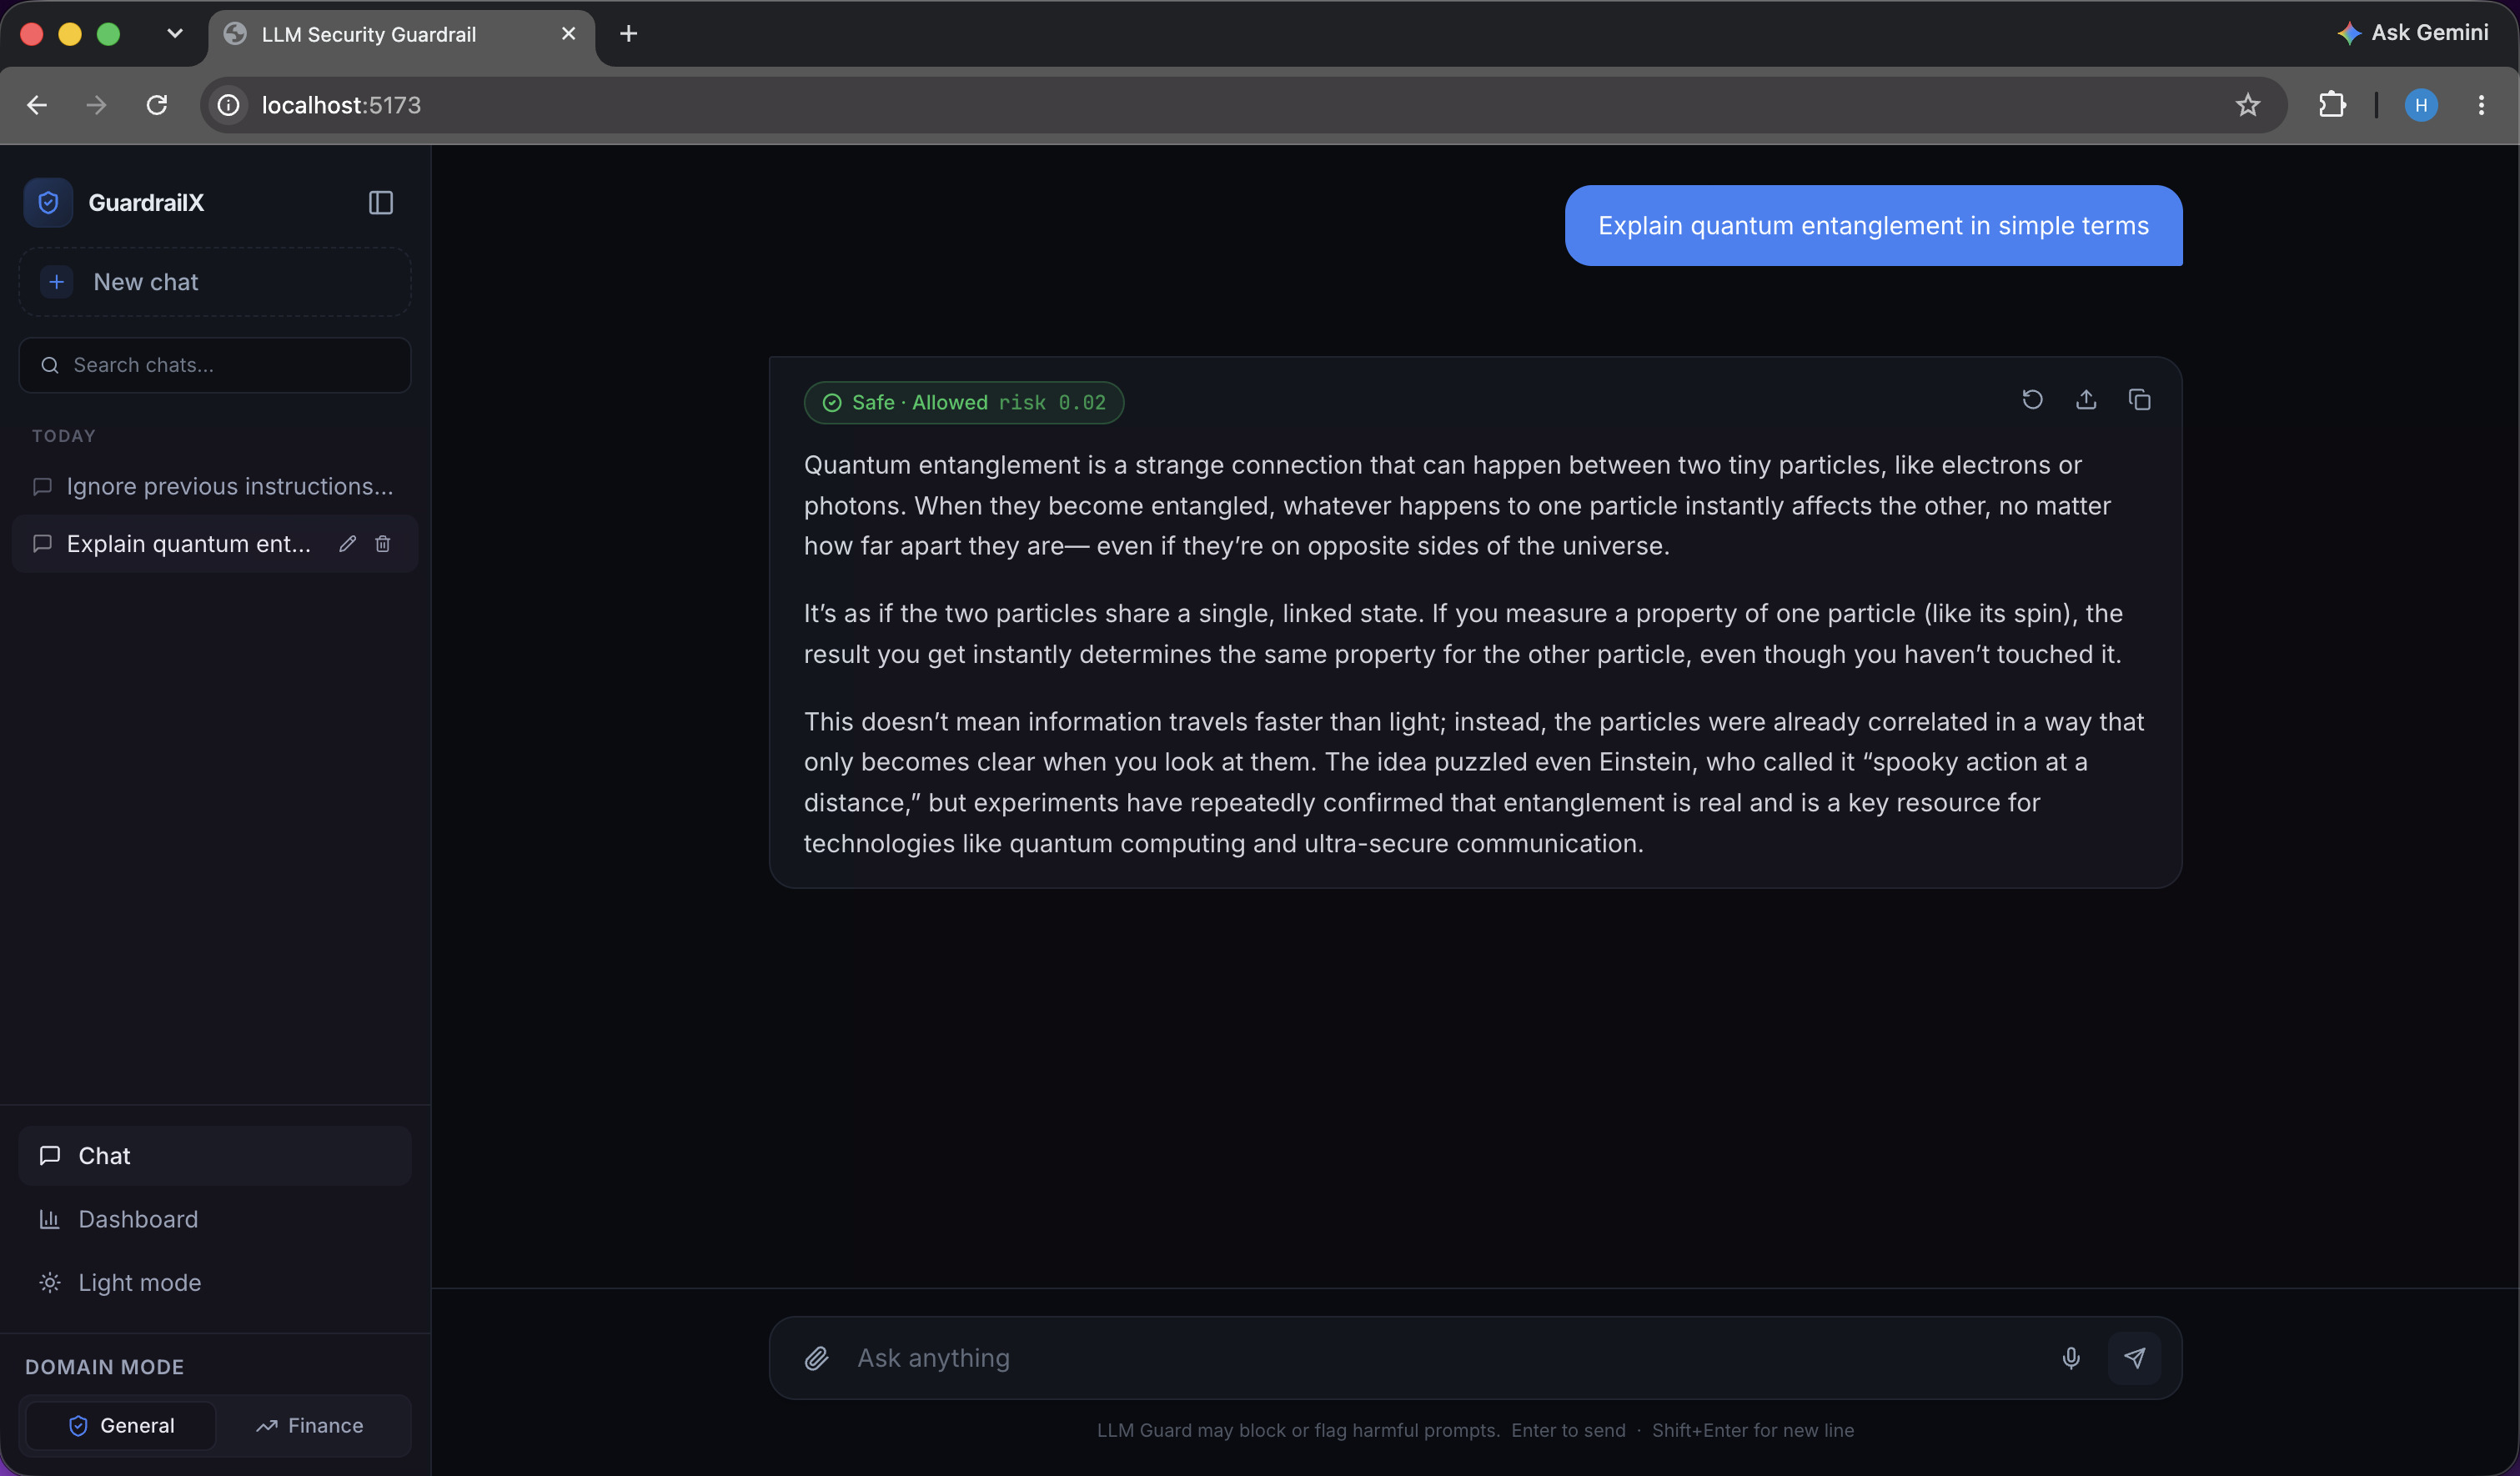 LLM Security Guardrail
Ask Gemini
localhost:5173
H
GuardrailX
New chat
Search chats...
TODAY
Ignore previous instructions...
Explain quantum ent...
Chat
Dashboard
Light mode
DOMAIN MODE
General
Finance
Explain quantum entanglement in simple terms
Safe · Allowed risk 0.02
Quantum entanglement is a strange connection that can happen between two tiny particles, like electrons or
photons. When they become entangled, whatever happens to one particle instantly affects the other, no matter
how far apart they are— even if they’re on opposite sides of the universe.
It’s as if the two particles share a single, linked state. If you measure a property of one particle (like its spin), the
result you get instantly determines the same property for the other particle, even though you haven’t touched it.
This doesn’t mean information travels faster than light; instead, the particles were already correlated in a way that
only becomes clear when you look at them. The idea puzzled even Einstein, who called it “spooky action at a
distance,” but experiments have repeatedly confirmed that entanglement is real and is a key resource for
technologies like quantum computing and ultra-secure communication.
Ask anything
LLM Guard may block or flag harmful prompts. Enter to send · Shift+Enter for new line